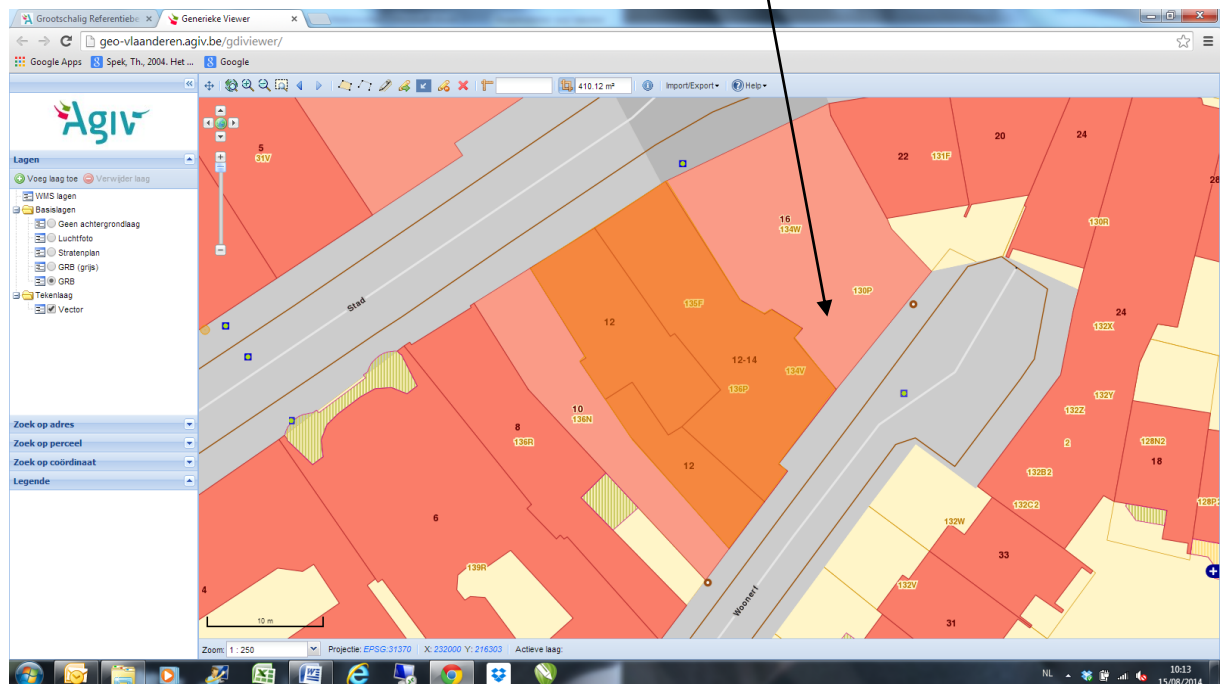 Grootschalig Referentiebe
Generieke Viewer
geo-vlaanderen.agiv.be/gdiviewer/
Google Apps
Spek, Th., 2004. Het ...
Google
410.12 m²
Import/Export
Help
Agiv
Lagen
Voeg laag toe
Verwijder laag
WMS lagen
Basislagen
Geen achtergrondlaag
Luchtfoto
Stratenplan
GRB (grijs)
GRB
Tekenlaag
Vector
Zoek op adres
Zoek op perceel
Zoek op coördinaat
Legende
5
31V
Stad
16
134W
22
131F
20
24
28
130R
130P
135F
12
12-14
134V
136P
24
132X
10
136N
8
136R
132Y
132Z
2
128N2
18
12
132B2
128P2
132C2
6
132W
33
139R
132V
4
Woonerf
31
10 m
Zoom:
1 : 250
Projectie: EPSG:31370
X: 232000 Y: 216303
Actieve laag:
NL
10:13
15/08/2014